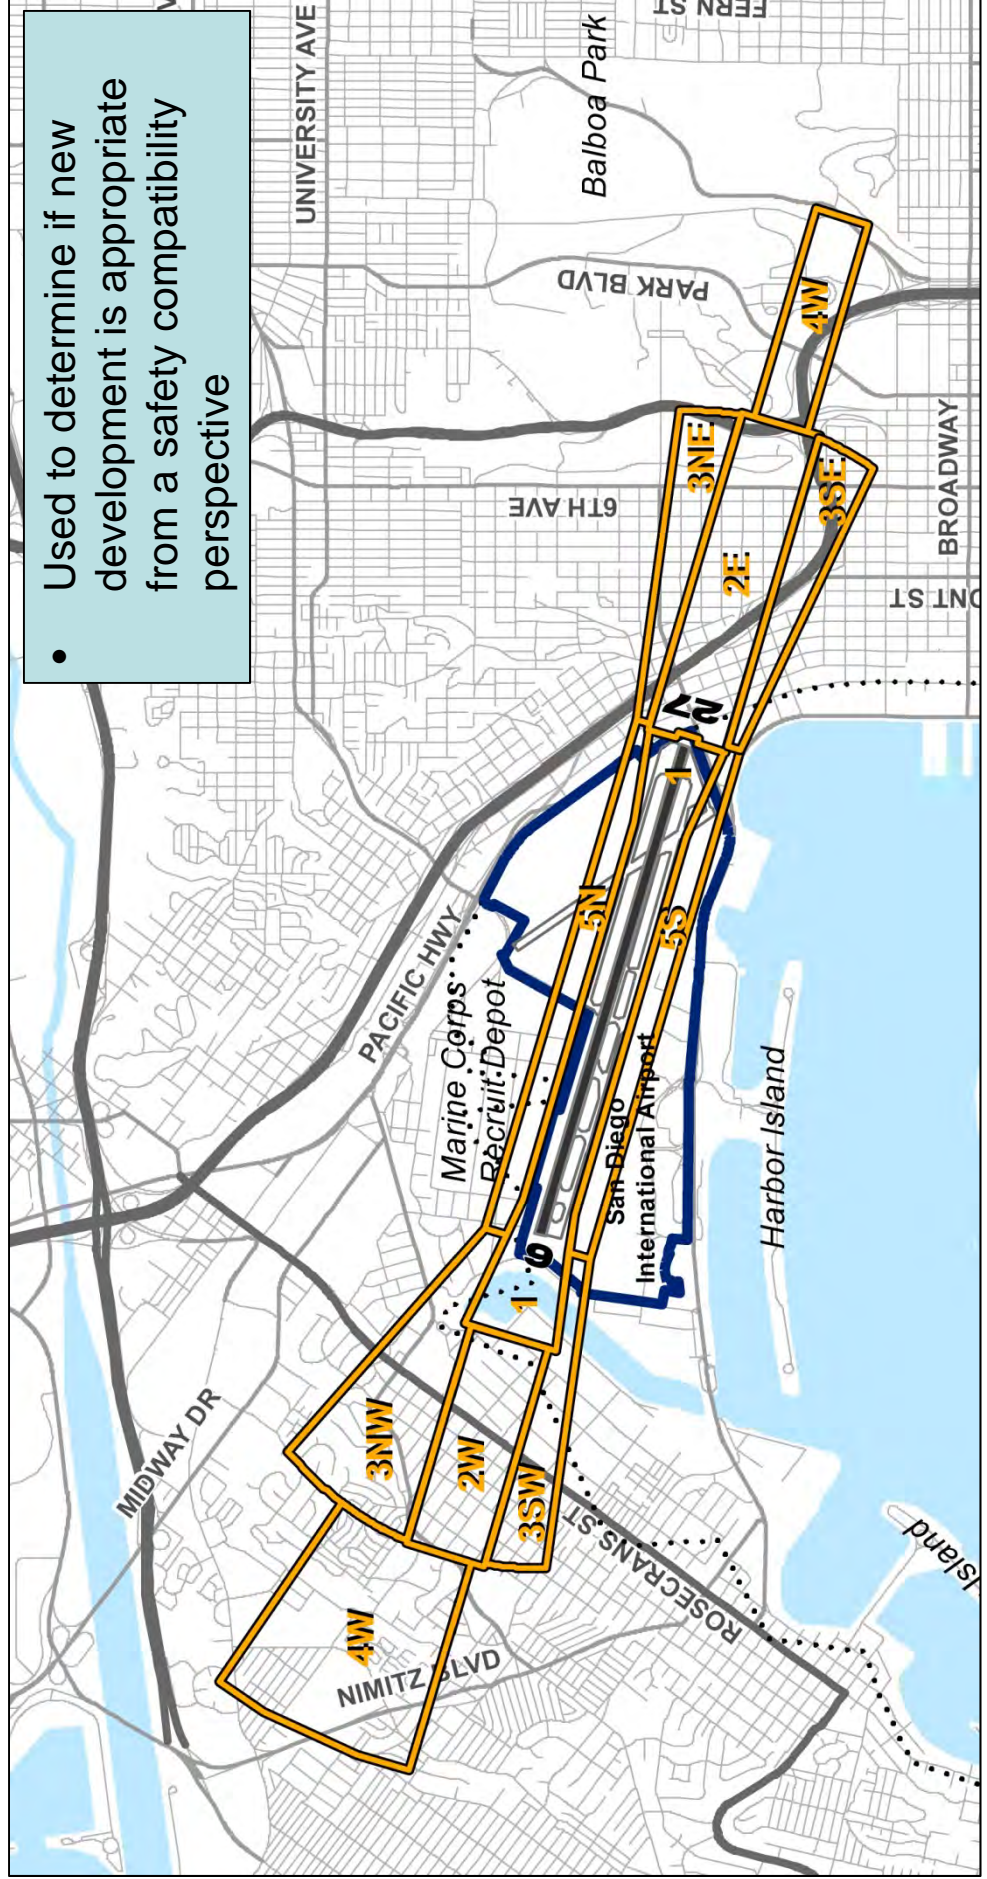 • Used to determine if new
development is appropriate
from a safety compatibility
perspective
UNIVERSITY AVE
FERN ST
Balboa Park
PARK BLVD
4W
3NE
6TH AVE
3SE
2E
BROADWAY
27
1
PACIFIC HWY
Marine Corps
Recruit Depot
5N
5S
San Diego
International Airport
Harbor Island
9
1
MIDWAY DR
3NW
2W
3SW
ROSECRANS ST
4W
NIMITZ BLVD
Island